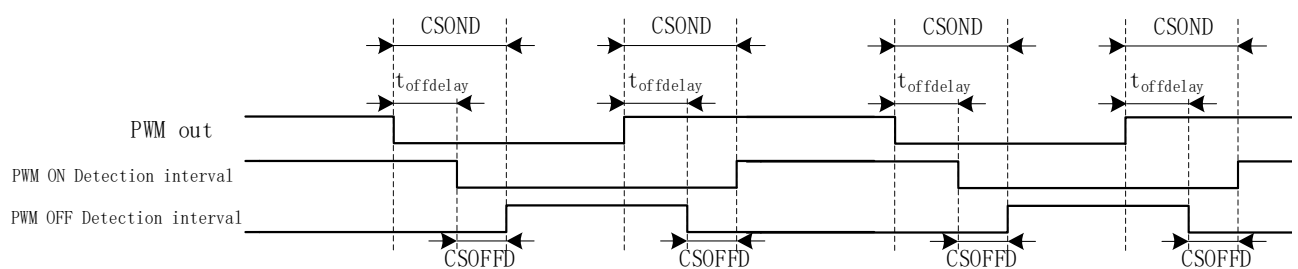 CSOND CSOND CSOND CSOND
toffdelay toffdelay toffdelay toffdelay
PWM out
PWM ON Detection interval
PWM OFF Detection interval
CSOFFD CSOFFD CSOFFD CSOFFD